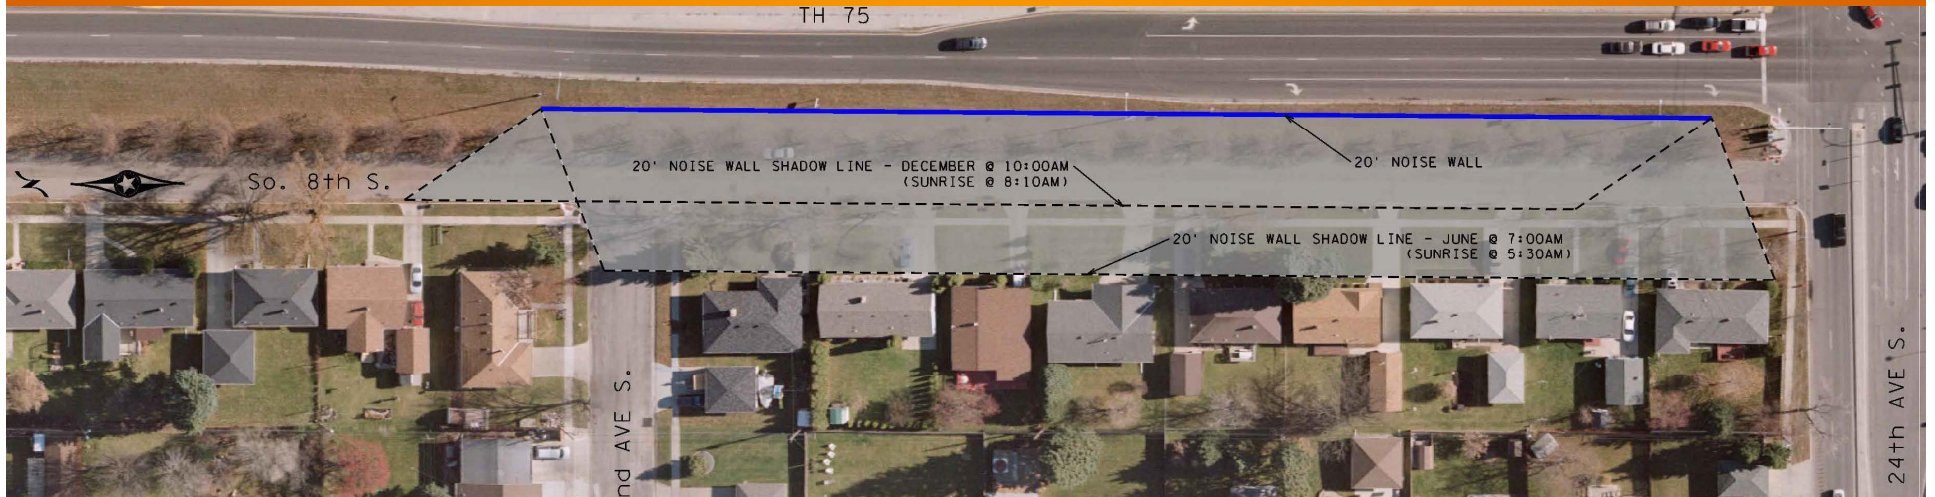 TH 75
20' NOISE WALL SHADOW LINE - DECEMBER @ 10:00AM
(SUNRISE @ 8:10AM)
20' NOISE WALL
So. 8th S.
20' NOISE WALL SHADOW LINE - JUNE @ 7:00AM
(SUNRISE @ 5:30AM)
nd AVE S.
24th AVE S.